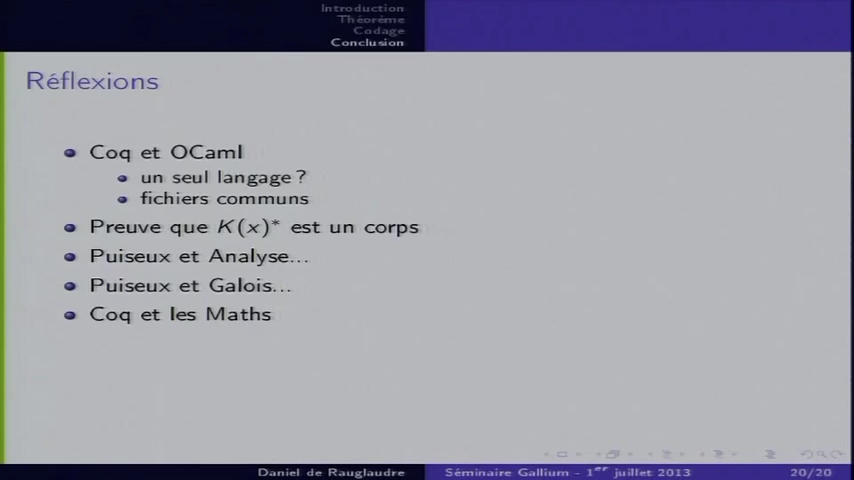 Introduction
Théorème
Codage
Conclusion
Réflexions
Coq et OCaml
un seul langage ?
fichiers communs
Preuve que K(x)* est un corps
Puiseux et Analyse...
Puiseux et Galois...
Coq et les Maths
Daniel de Rauglaudre Séminaire Gallium - 1er juillet 2013 20/20